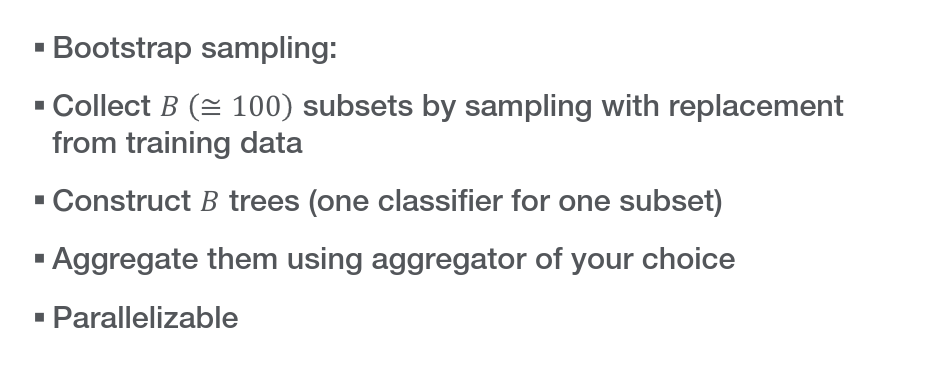 ▪ Bootstrap sampling:
▪ Collect B (≅ 100) subsets by sampling with replacement
from training data
▪ Construct B trees (one classifier for one subset)
▪ Aggregate them using aggregator of your choice
▪ Parallelizable